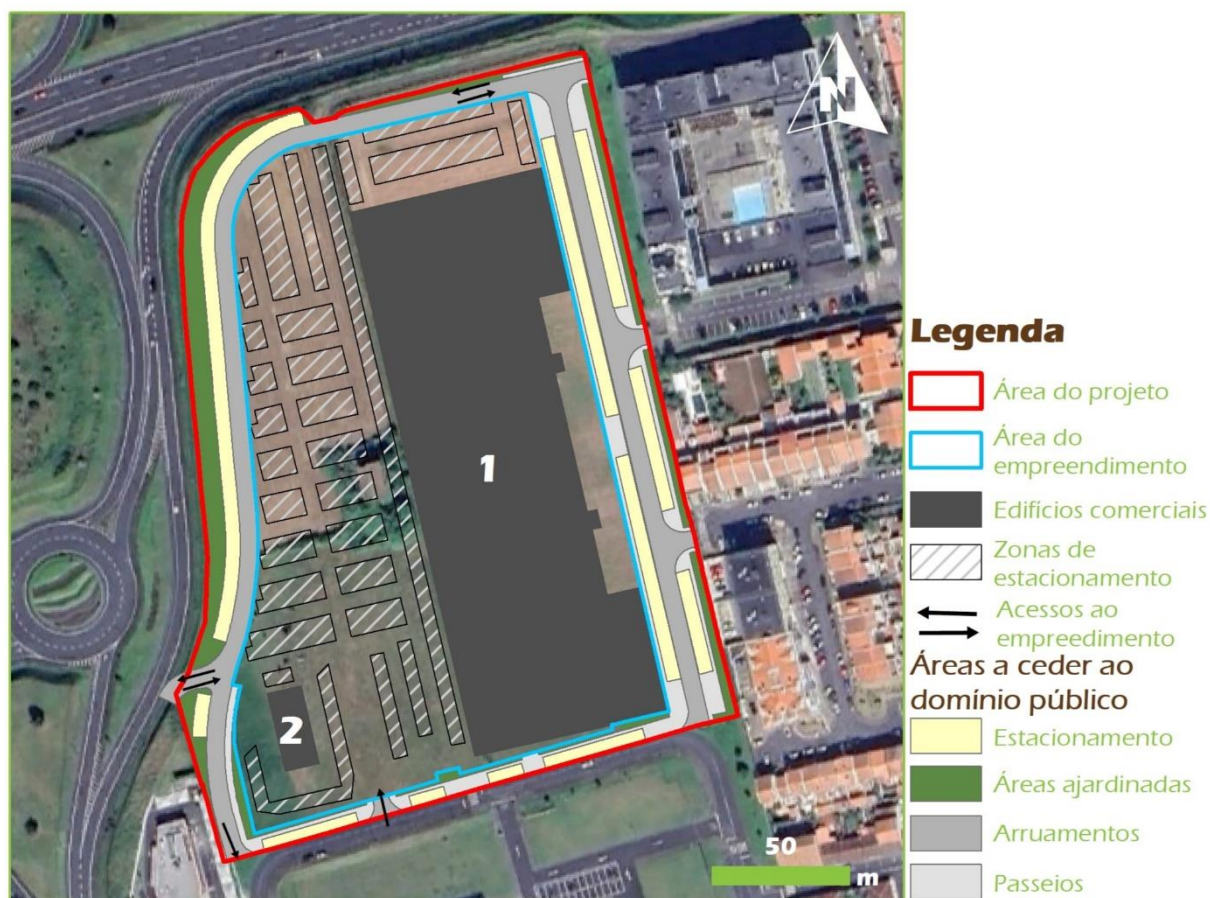 N
1
2
50
m
Legenda
Área do projeto
Área do
empreendimento
Edifícios comerciais
Zonas de
estacionamento
Acessos ao
empreedimento
Áreas a ceder ao
domínio público
Estacionamento
Áreas ajardinadas
Arruamentos
Passeios